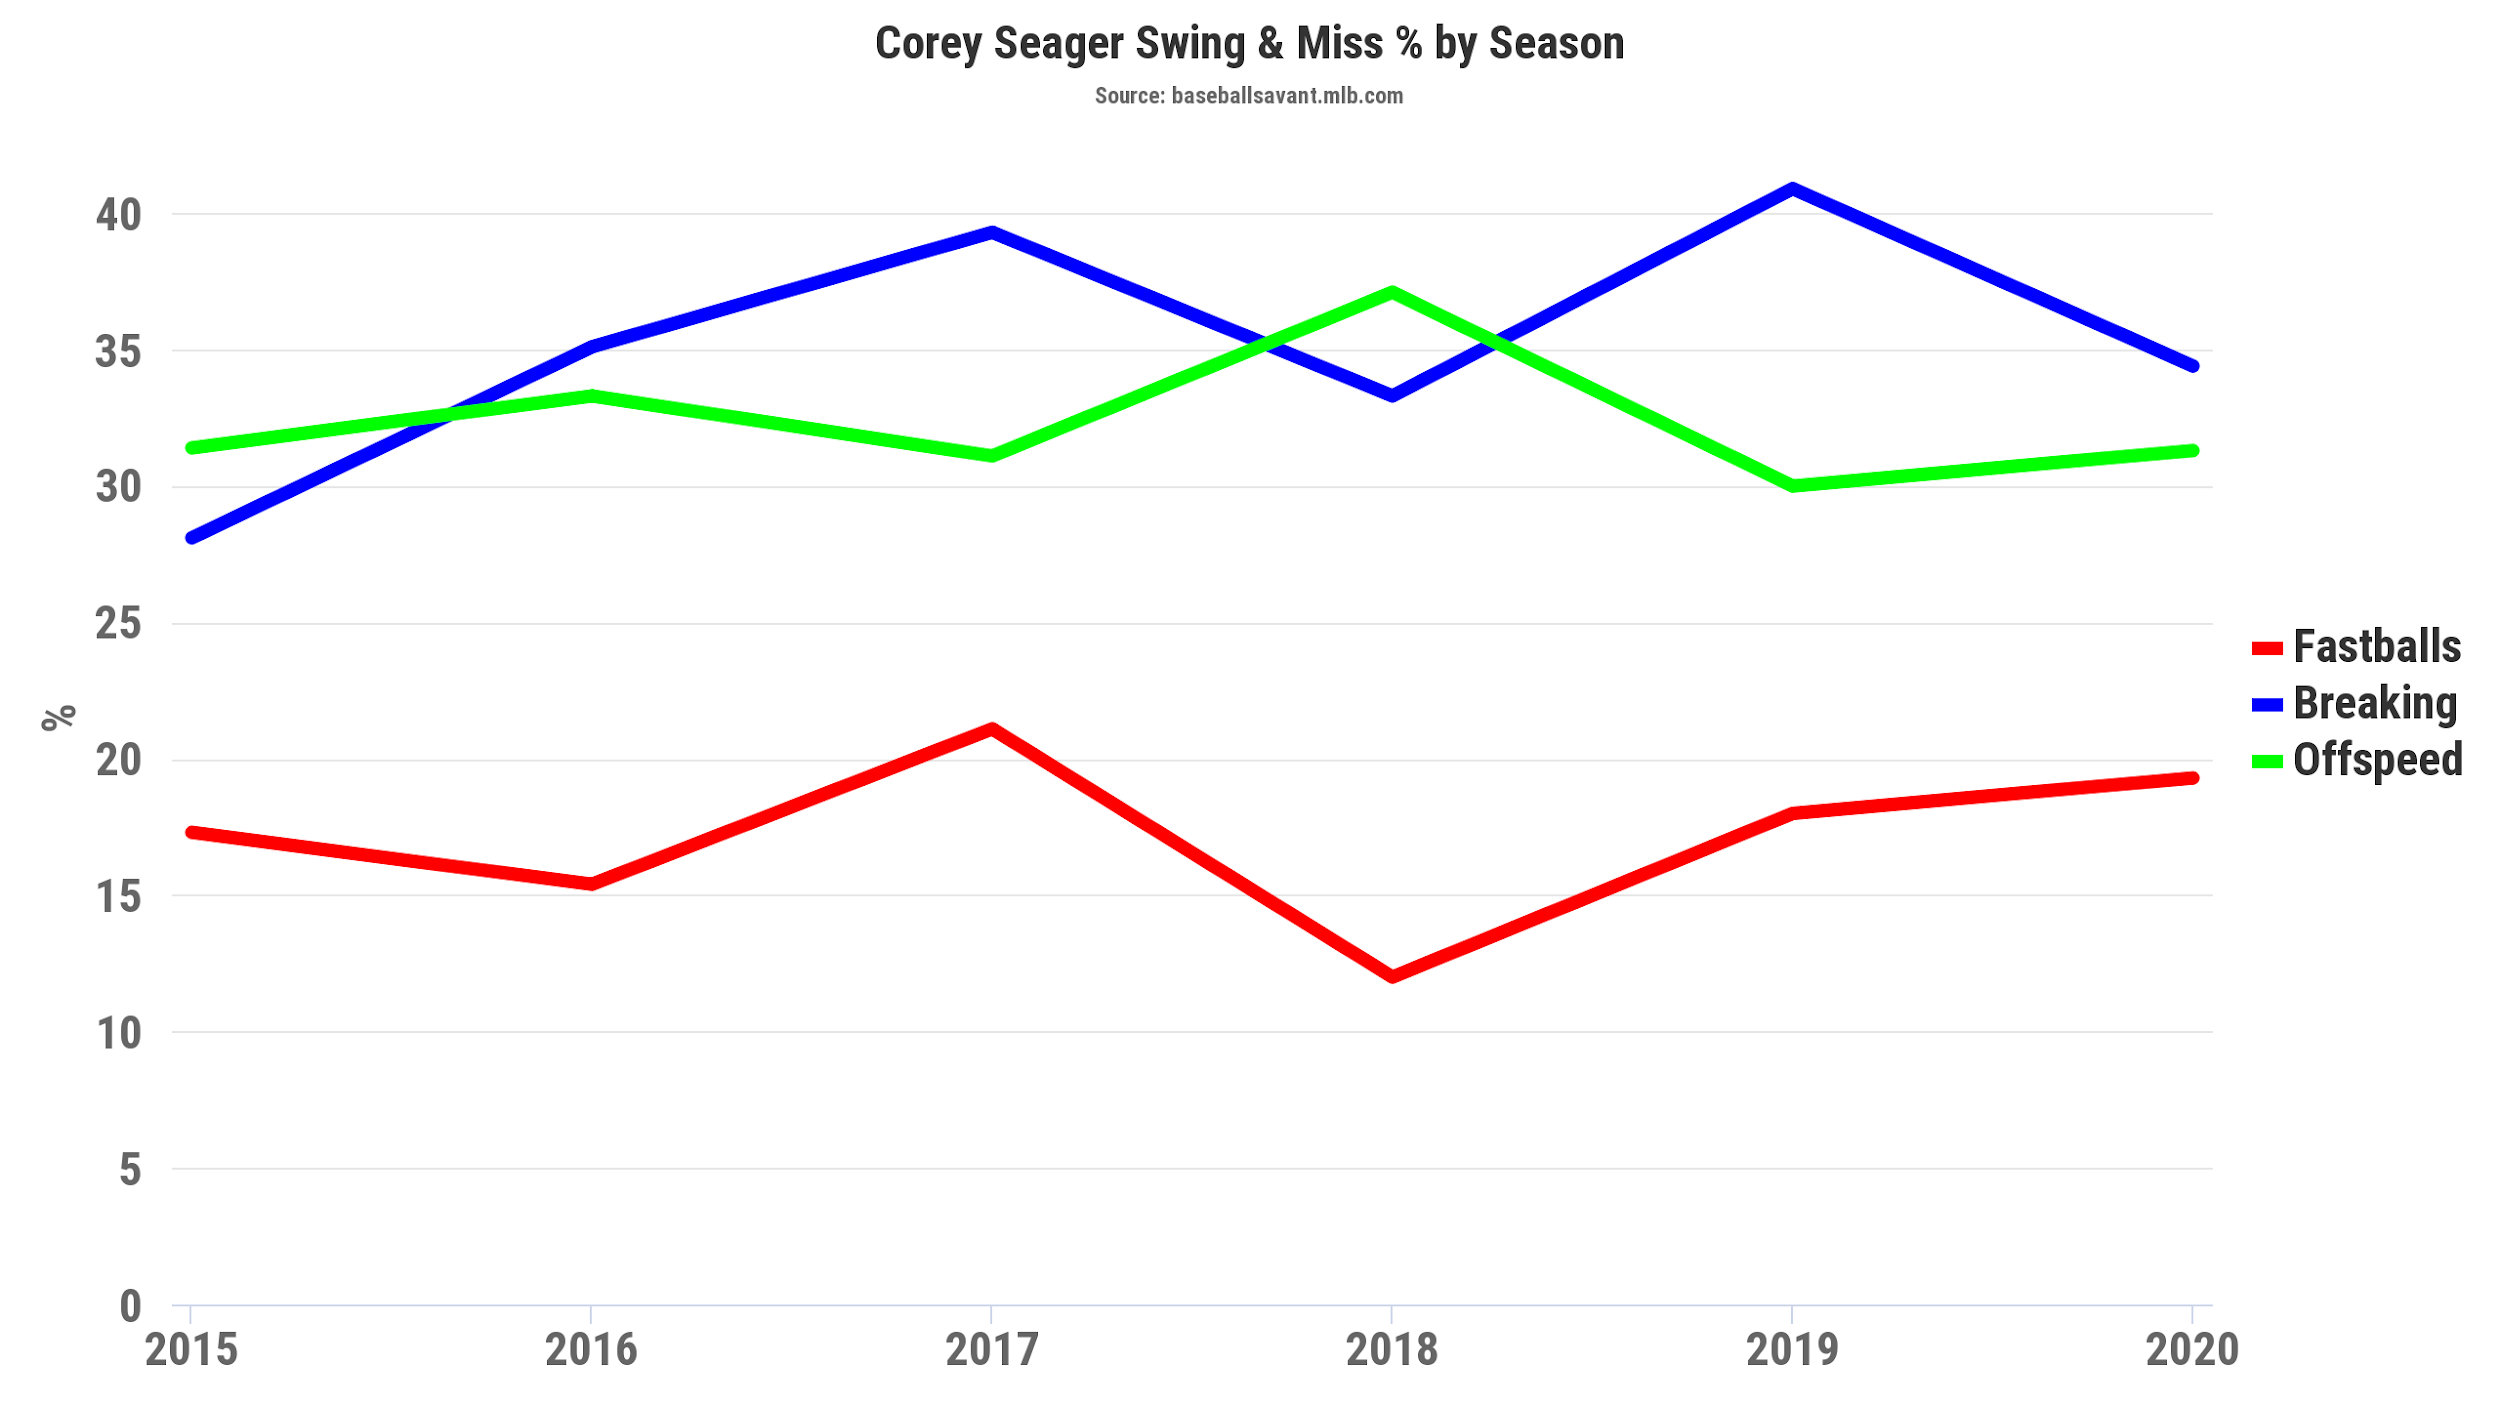 Corey Seager Swing & Miss % by Season
Source: baseballsavant.mlb.com
40
35
30
25
20
15
10
5
0
%
2015 2016 2017 2018 2019 2020
Fastballs
Breaking
Offspeed